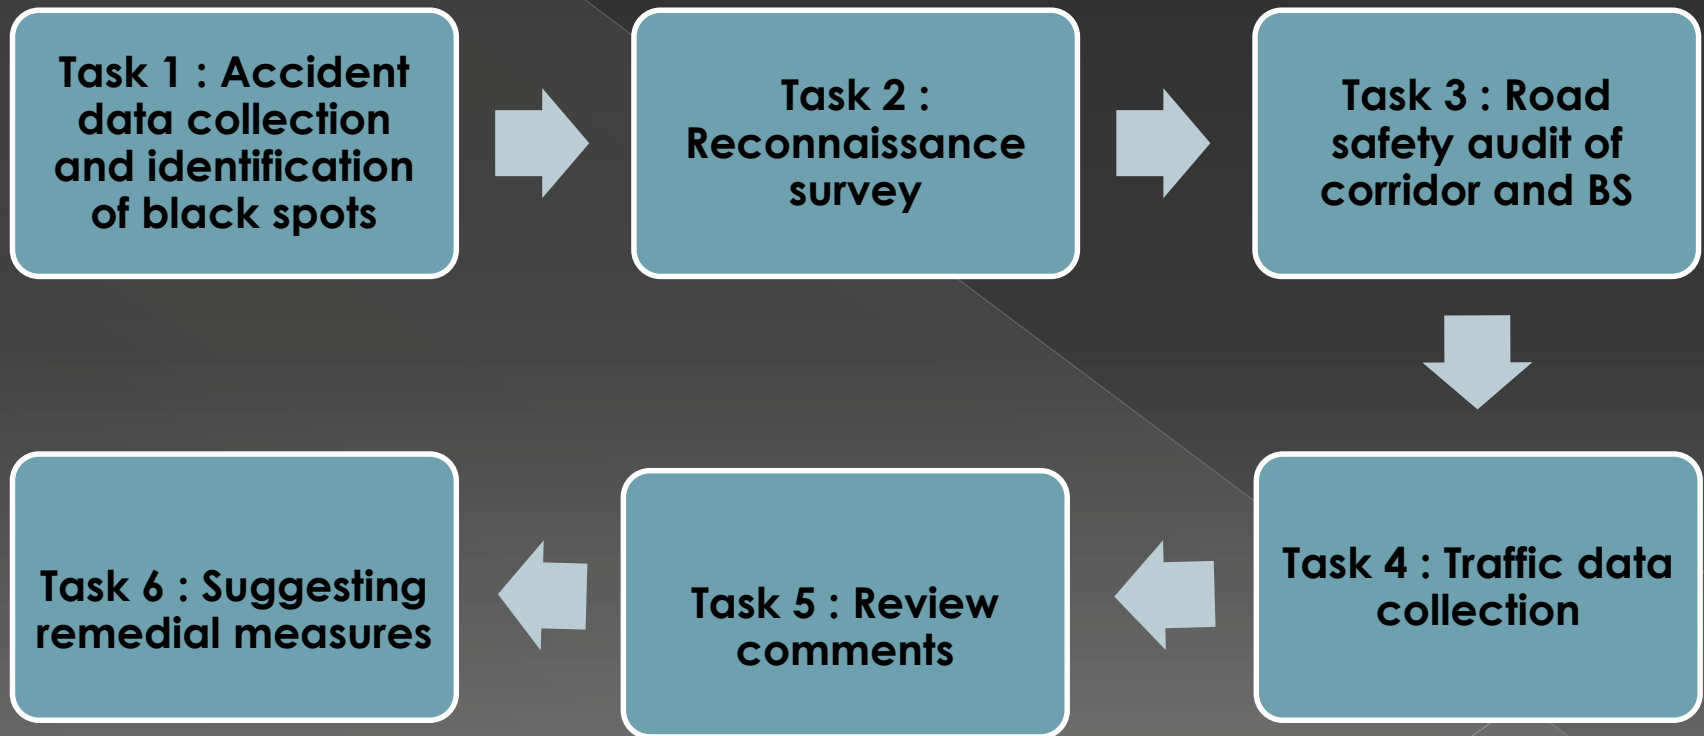 Task 1 : Accident
data collection
and identification
of black spots
Task 2 :
Reconnaissance
survey
Task 3 : Road
safety audit of
corridor and BS
Task 4 : Traffic data
collection
Task 5 : Review
comments
Task 6 : Suggesting
remedial measures